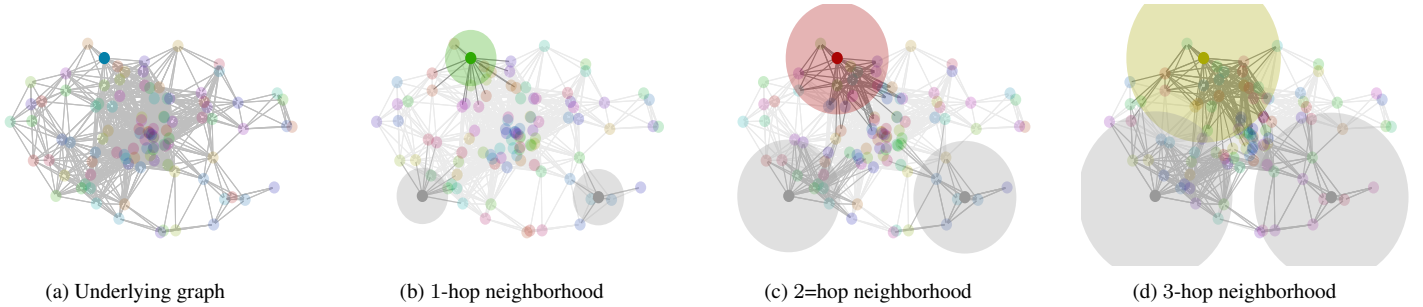 (a) Underlying graph
(b) 1-hop neighborhood
(c) 2=hop neighborhood
(d) 3-hop neighborhood